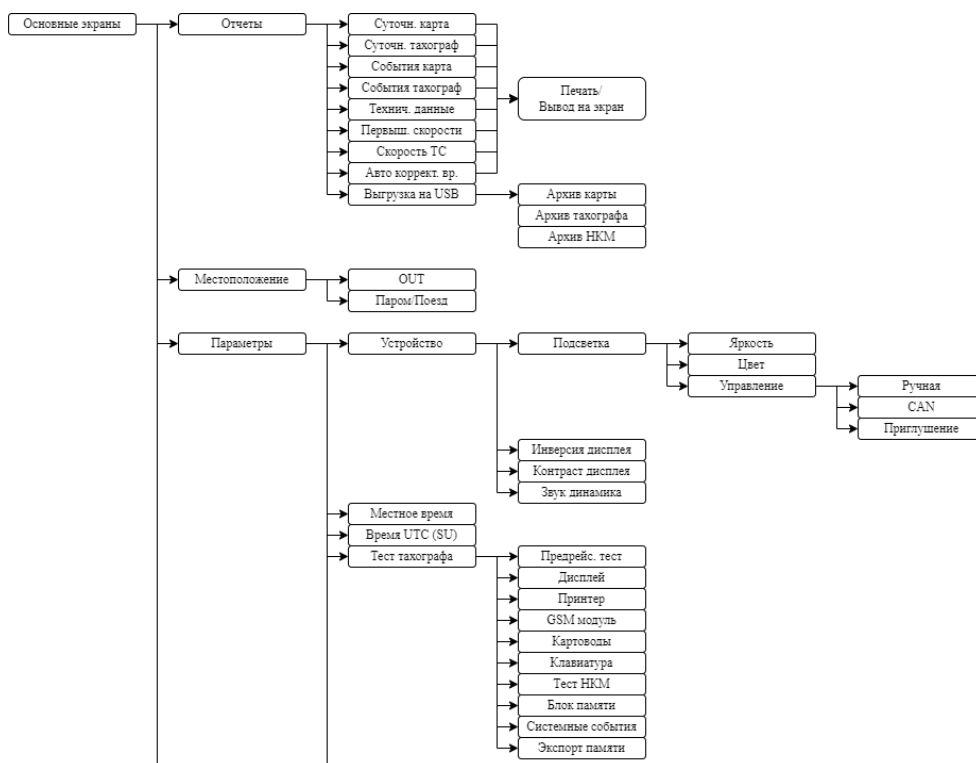 Основные экраны
Отчеты
Суточн. карта
Суточн. тахограф
События карта
События тахограф
Технич. данные
Первыш. скорости
Скорость ТС
Авто коррект. вр.
Выгрузка на USB
Печать/
Вывод на экран
Архив карты
Архив тахографа
Архив НКМ
Местоположение
OUT
Паром/Поезд
Параметры
Устройство
Подсветка
Яркость
Цвет
Управление
Ручная
CAN
Приглушение
Инверсия дисплея
Контраст дисплея
Звук динамика
Местное время
Время UTC (SU)
Тест тахографа
Предрейс. тест
Дисплей
Принтер
GSM модуль
Картоводы
Клавиатура
Тест НКМ
Блок памяти
Системные события
Экспорт памяти